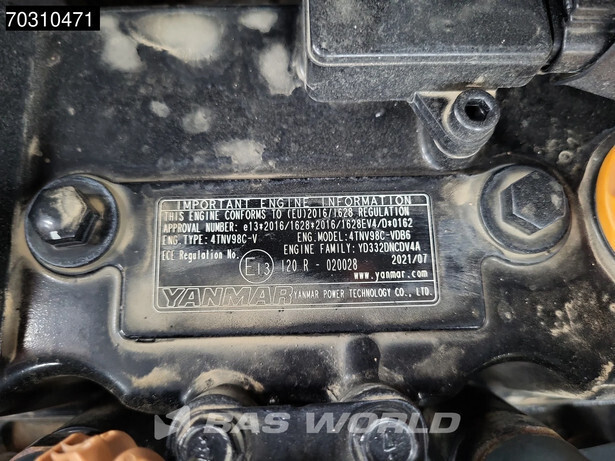 70310471
IMPORTANT ENGINE INFORMATION
THIS ENGINE CONFORMS TO (EU)2016/1628 REGULATION
APPROVAL NUMBER: e13*2016/1628*2016/1628EV4/D*0162
ENG. TYPE: 4TNV98C-V ENG. MODEL: 4TNV98C-VDB6
ENGINE FAMILY: YD332DNCDV4A
ECE Regulation No. E13 120 R - 020028 2021/07
www.yanmar.com
YANMAR YANMAR POWER TECHNOLOGY CO., LTD.
BAS WORLD